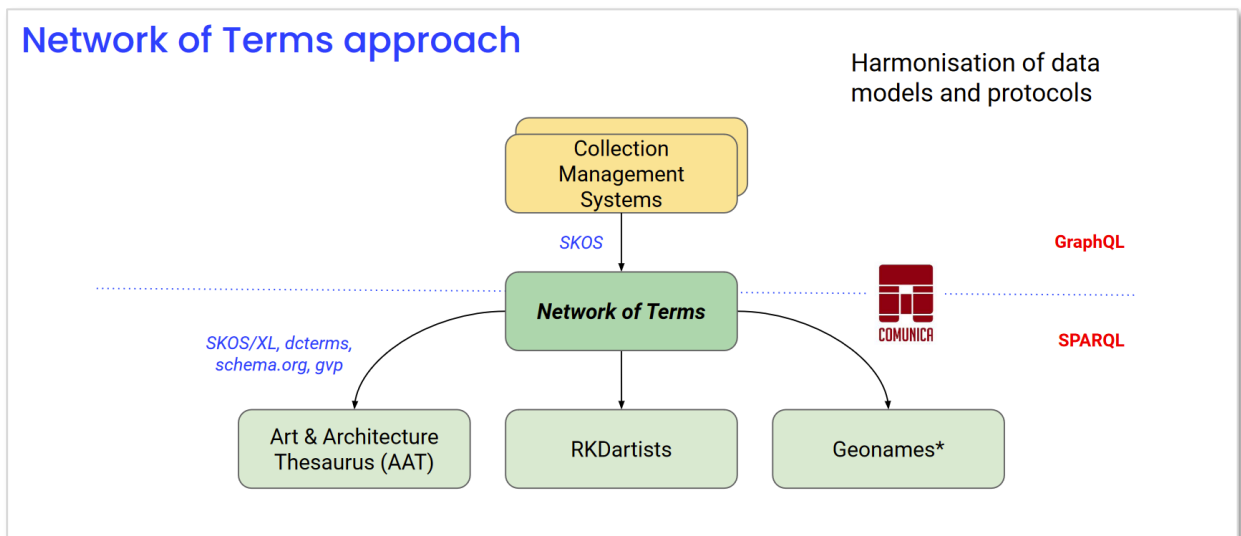 Network of Terms approach
Harmonisation of data
models and protocols
Collection
Management
Systems
SKOS
GraphQL
Network of Terms
COMUNICA
SPARQL
SKOS/XL, dcterms,
schema.org, gvp
Art & Architecture
Thesaurus (AAT)
RKDartists
Geonames*